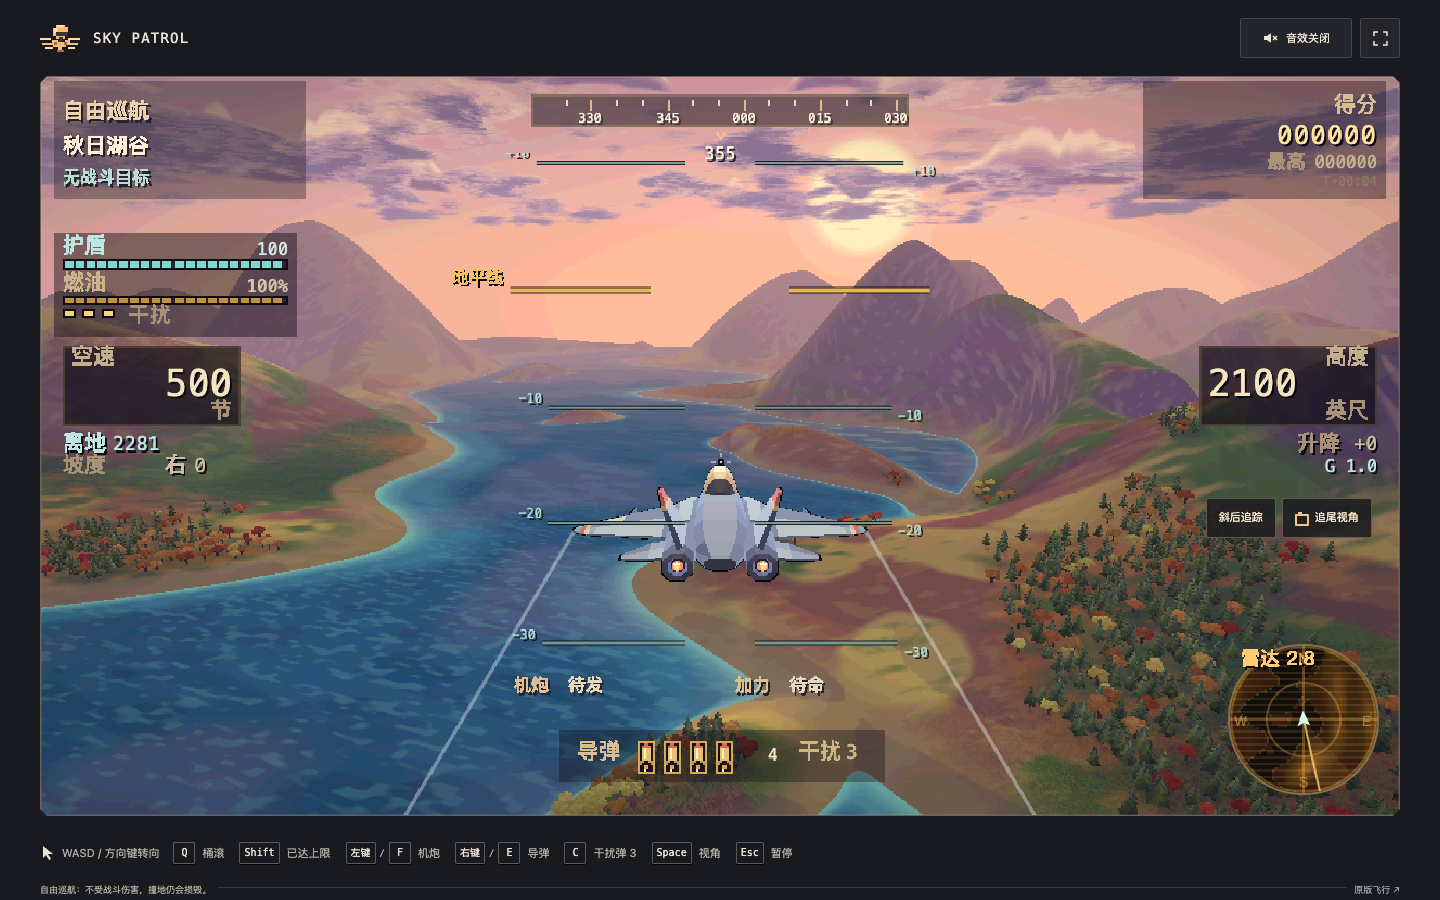 SKY PATROL
音效关闭
自由巡航
秋日湖谷
无战斗目标
330 345 000 015 030
355
得分
000000
最高 000000
T+00:04
+10 +10
护盾 100
燃油 100%
干扰
地平线
空速
500
节
离地 2281
坡度 右 0
高度
2100
英尺
升降 +0
G 1.0
-10 -10
斜后追踪 追尾视角
-20 -20
-30 -30
机炮 待发 加力 待命
雷达 2.8
N
W E
S
导弹 4 干扰 3
WASD / 方向键转向 Q 桶滚 Shift 已达上限 左键 / F 机炮 右键 / E 导弹 C 干扰弹 3 Space 视角 Esc 暂停
自由巡航：不受战斗伤害，撞地仍会损毁。
原版飞行 ↗